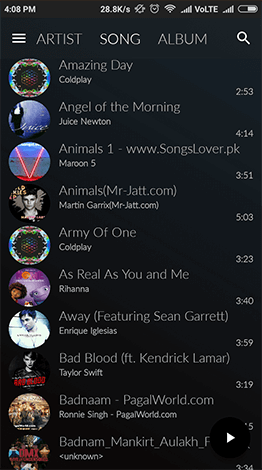 4:08 PM 28.8K/s VoLTE
ARTIST SONG ALBUM
Amazing Day
Coldplay
3:53
Angel of the Morning
Juice Newton
4:14
Animals 1 - www.SongsLover.pk
Maroon 5
3:51
Animals(Mr-Jatt.com)
Martin Garrix(Mr-Jatt.com)
5:03
Army Of One
Coldplay
3:23
As Real As You and Me
Rihanna
3:40
Away (Featuring Sean Garrett)
Enrique Iglesias
3:59
Bad Blood (ft. Kendrick Lamar)
Taylor Swift
3:19
Badnaam - PagalWorld.com
Ronnie Singh - PagalWorld.com
Badnam_Mankirt_Aulakh_F
<unknown>